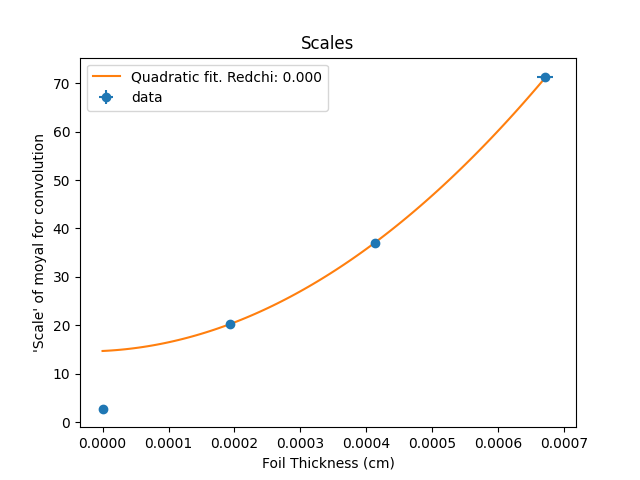 Scales
Quadratic fit. Redchi: 0.000
data
70
60
50
40
30
20
10
0
'Scale' of moyal for convolution
0.0000 0.0001 0.0002 0.0003 0.0004 0.0005 0.0006 0.0007
Foil Thickness (cm)